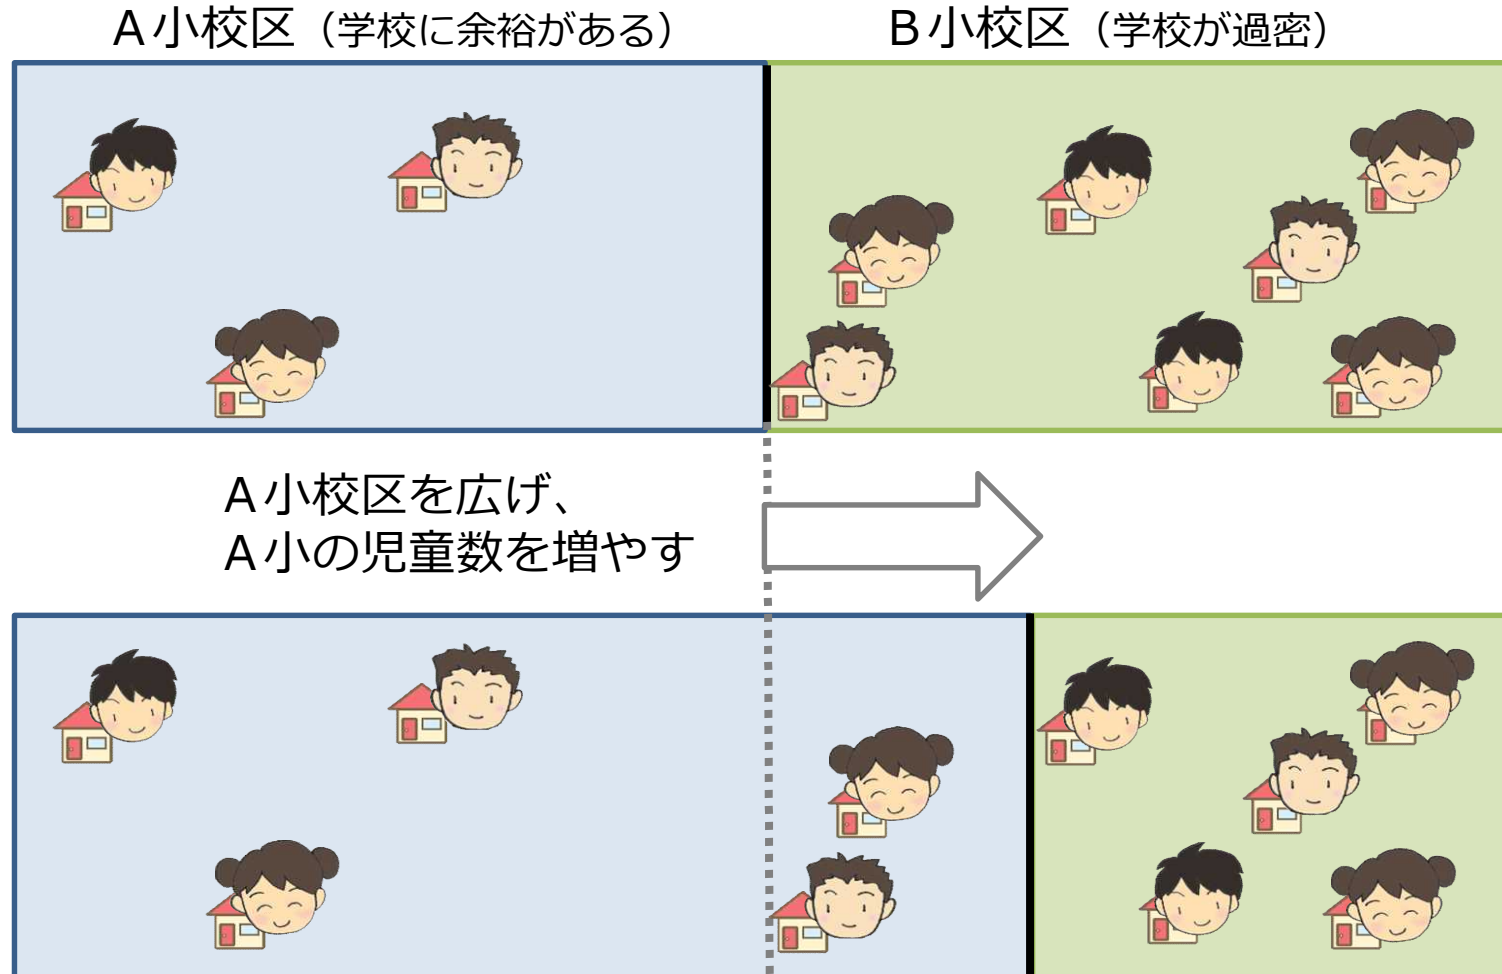 Ａ小校区（学校に余裕がある）
Ｂ小校区（学校が過密）
Ａ小校区を広げ、
Ａ小の児童数を増やす